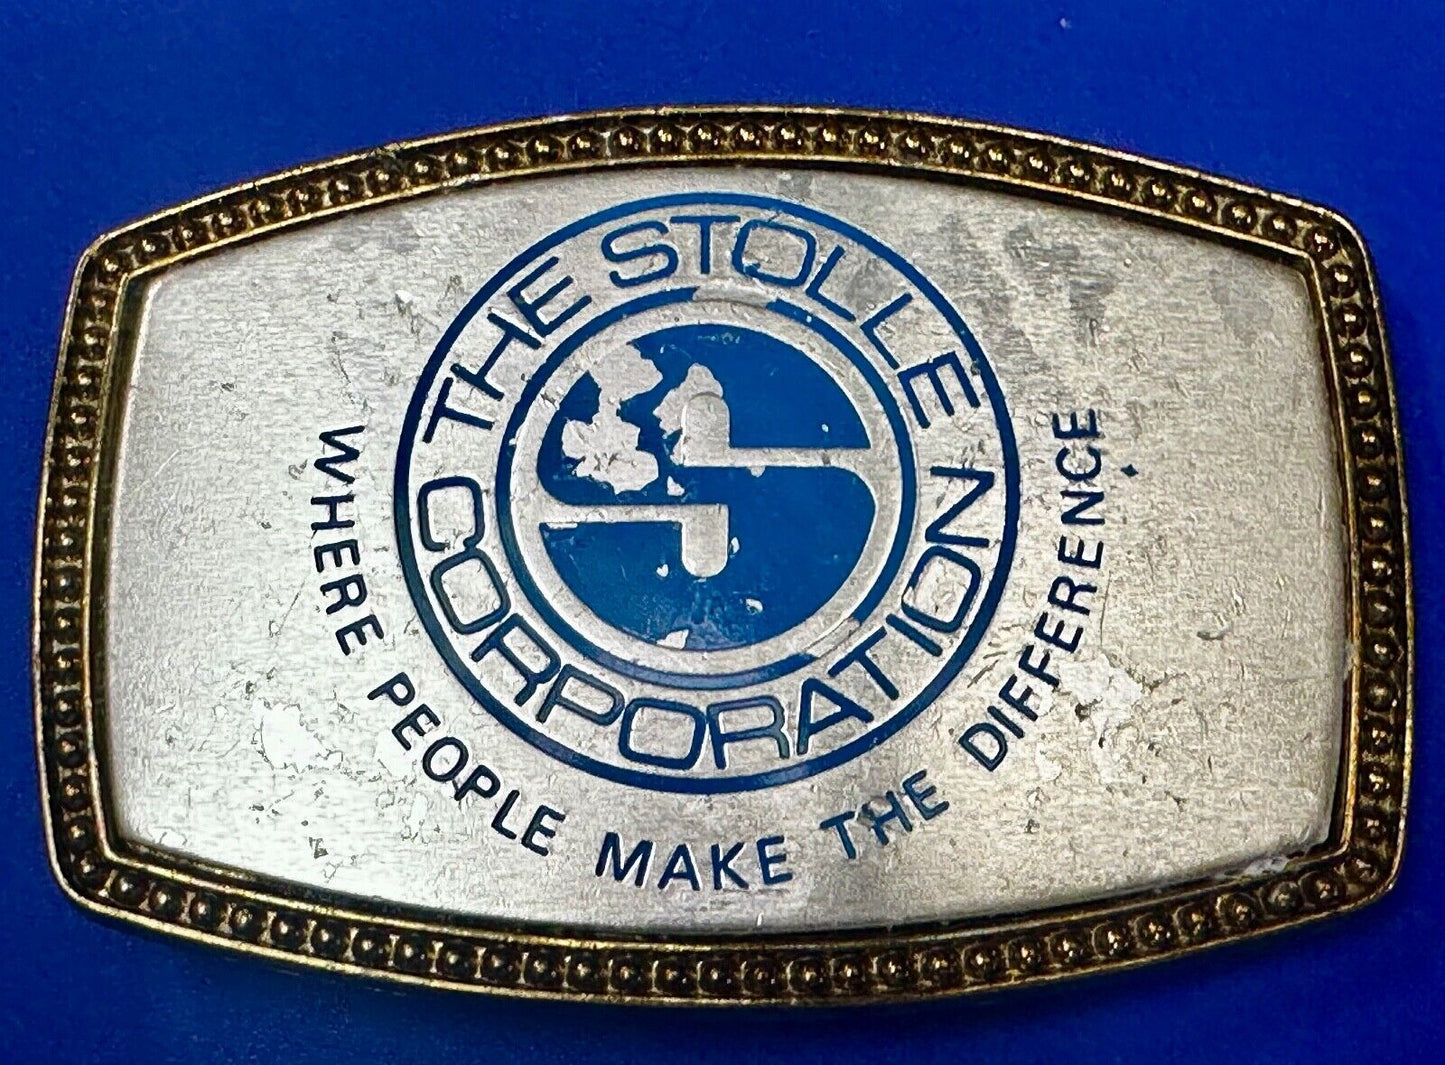 THE STOLLE
CORPORATION
WHERE PEOPLE MAKE THE DIFFERENCE